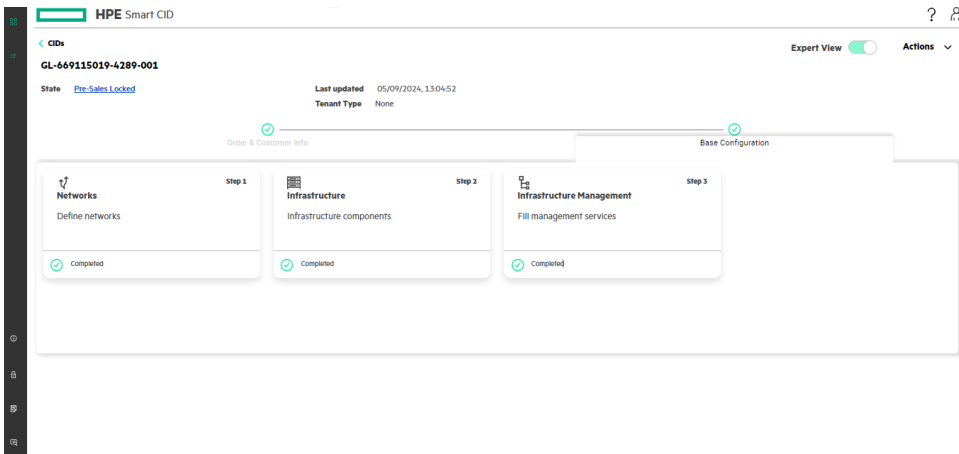 HPE Smart CID
?
< CIDs
Expert View
Actions
GL-669115019-4289-001
State Pre-Sales Locked
Last updated 05/09/2024, 13:04:52
Tenant Type None
Order & Customer Info
Base Configuration
Step 1
Networks
Define networks
Completed
Step 2
Infrastructure
Infrastructure components
Completed
Step 3
Infrastructure Management
Fill management services
Completed